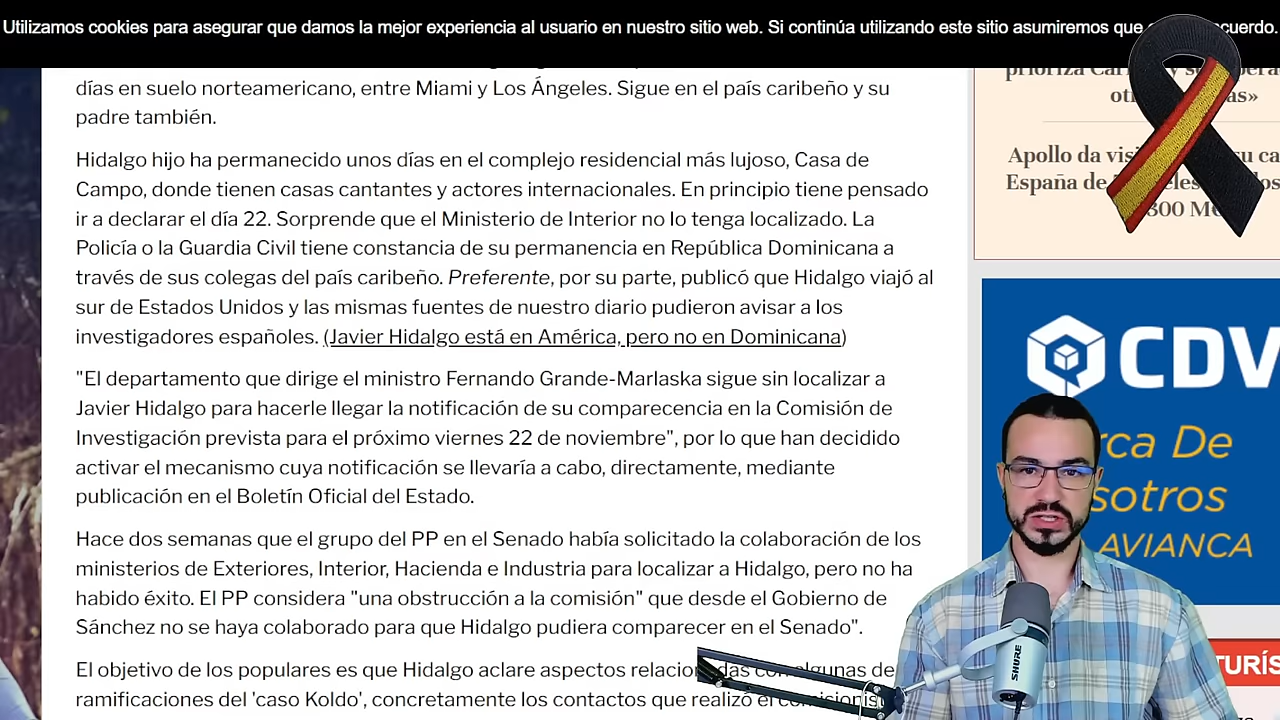 Utilizamos cookies para asegurar que damos la mejor experiencia al usuario en nuestro sitio web. Si continúa utilizando este sitio asumiremos que cuerdo.
días en suelo norteamericano, entre Miami y Los Ángeles. Sigue en el país caribeño y su
padre también.
Hidalgo hijo ha permanecido unos días en el complejo residencial más lujoso, Casa de
Campo, donde tienen casas cantantes y actores internacionales. En principio tiene pensado
ir a declarar el día 22. Sorprende que el Ministerio de Interior no lo tenga localizado. La
Policía o la Guardia Civil tiene constancia de su permanencia en República Dominicana a
través de sus colegas del país caribeño. Preferente, por su parte, publicó que Hidalgo viajó al
sur de Estados Unidos y las mismas fuentes de nuestro diario pudieron avisar a los
investigadores españoles. (Javier Hidalgo está en América, pero no en Dominicana)
"El departamento que dirige el ministro Fernando Grande-Marlaska sigue sin localizar a
Javier Hidalgo para hacerle llegar la notificación de su comparecencia en la Comisión de
Investigación prevista para el próximo viernes 22 de noviembre", por lo que han decidido
activar el mecanismo cuya notificación se llevaría a cabo, directamente, mediante
publicación en el Boletín Oficial del Estado.
Hace dos semanas que el grupo del PP en el Senado había solicitado la colaboración de los
ministerios de Exteriores, Interior, Hacienda e Industria para localizar a Hidalgo, pero no ha
habido éxito. El PP considera "una obstrucción a la comisión" que desde el Gobierno de
Sánchez no se haya colaborado para que Hidalgo pudiera comparecer en el Senado".
El objetivo de los populares es que Hidalgo aclare aspectos con algunas de
ramificaciones del 'caso Koldo', concretamente los contactos que realizó el
prioriza
Apollo da
España de
CDV
rca De
sotros
AVIANCA
TURÍS
SHURE